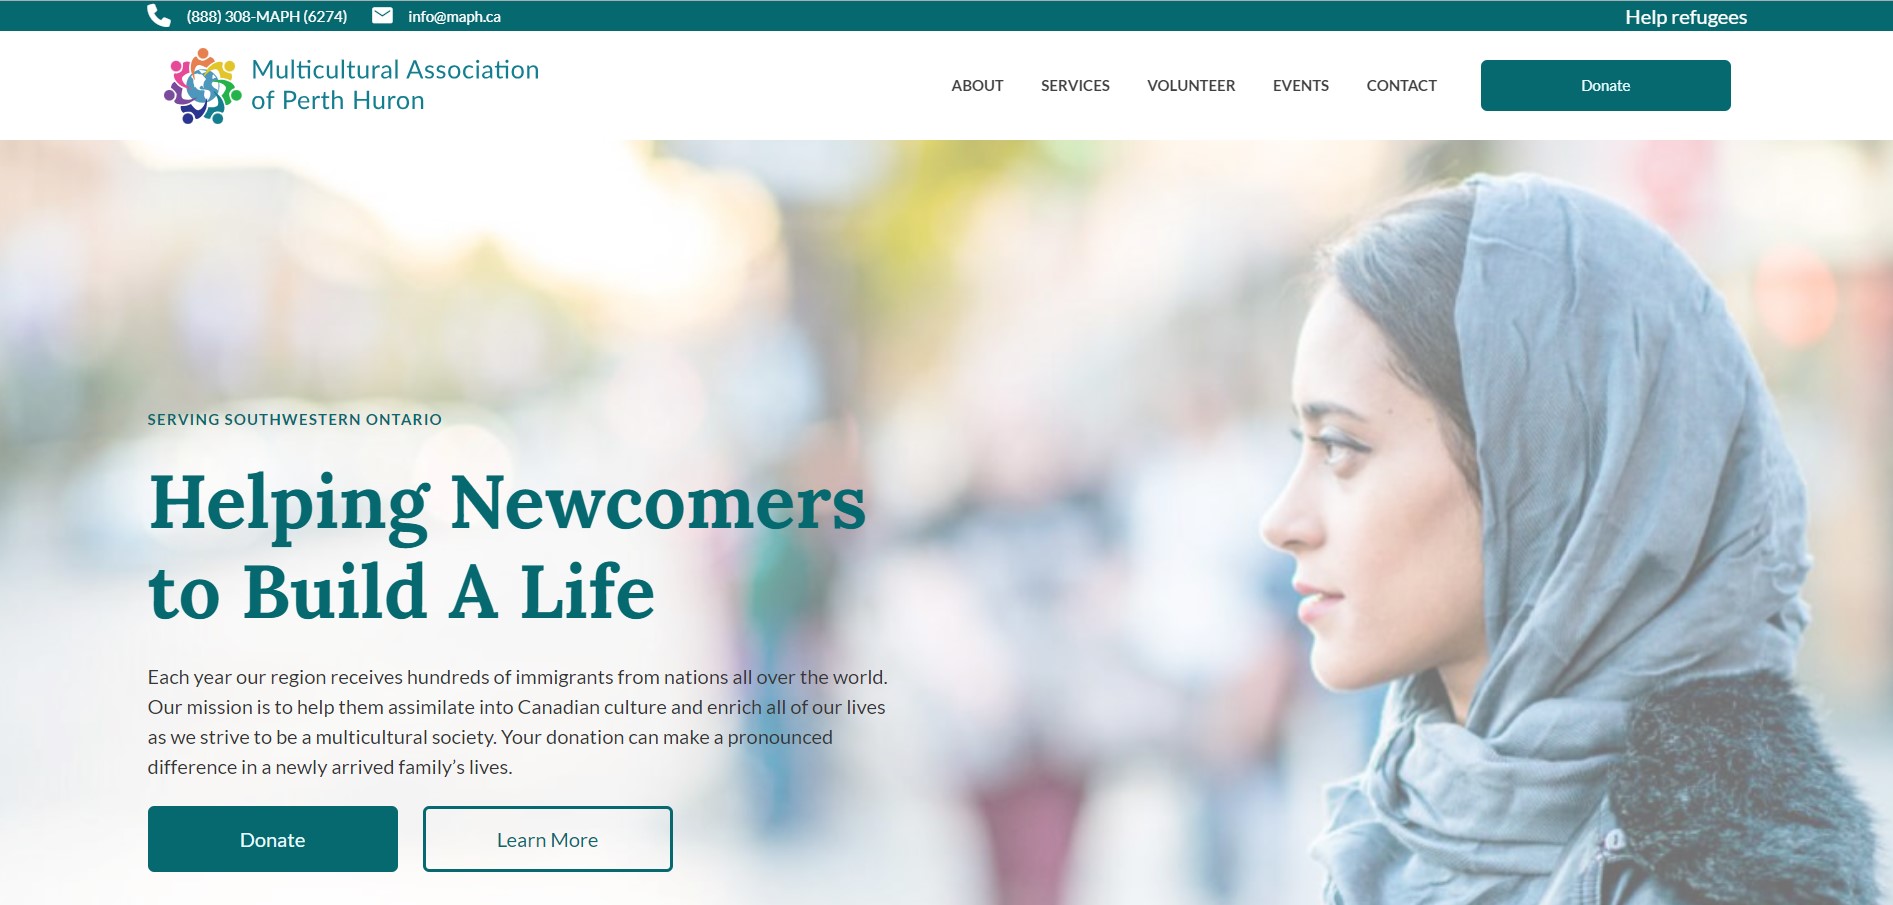 (888) 308-MAPH (6274)
info@maph.ca
Help refugees
Multicultural Association
of Perth Huron
ABOUT
SERVICES
VOLUNTEER
EVENTS
CONTACT
Donate
SERVING SOUTHWESTERN ONTARIO
Helping Newcomers
to Build A Life
Each year our region receives hundreds of immigrants from nations all over the world.
Our mission is to help them assimilate into Canadian culture and enrich all of our lives
as we strive to be a multicultural society. Your donation can make a pronounced
difference in a newly arrived family’s lives.
Donate
Learn More